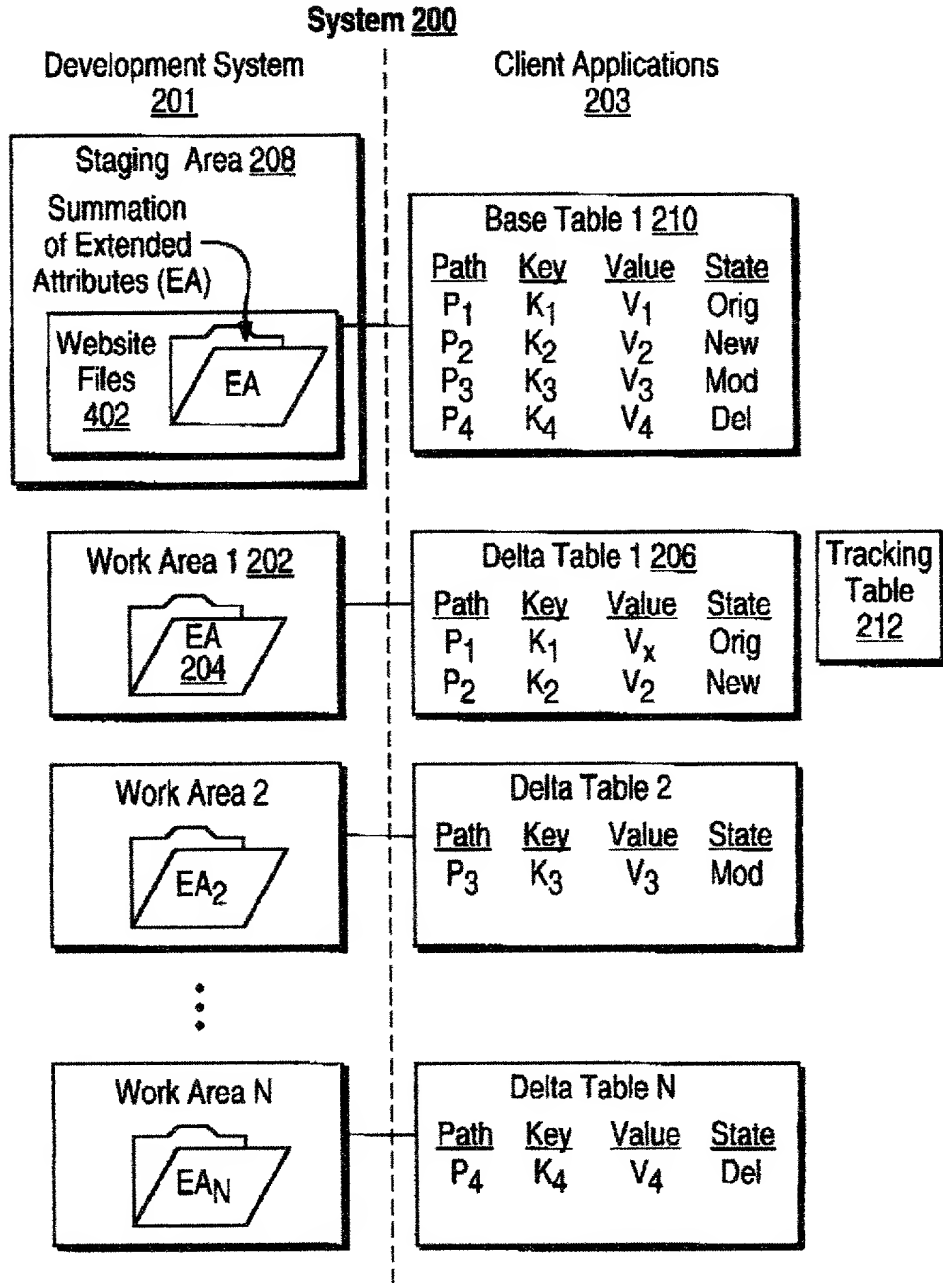 System 200
Development System
201
Client Applications
203
Staging Area 208
Summation
of Extended
Attributes (EA)
Website
Files
402
EA
Base Table 1 210
Path Key Value State
P1 K1 V1 Orig
P2 K2 V2 New
P3 K3 V3 Mod
P4 K4 V4 Del
Work Area 1 202
EA
204
Delta Table 1 206
Path Key Value State
P1 K1 Vx Orig
P2 K2 V2 New
Tracking
Table
212
Work Area 2
EA2
Delta Table 2
Path Key Value State
P3 K3 V3 Mod
Work Area N
EAN
Delta Table N
Path Key Value State
P4 K4 V4 Del